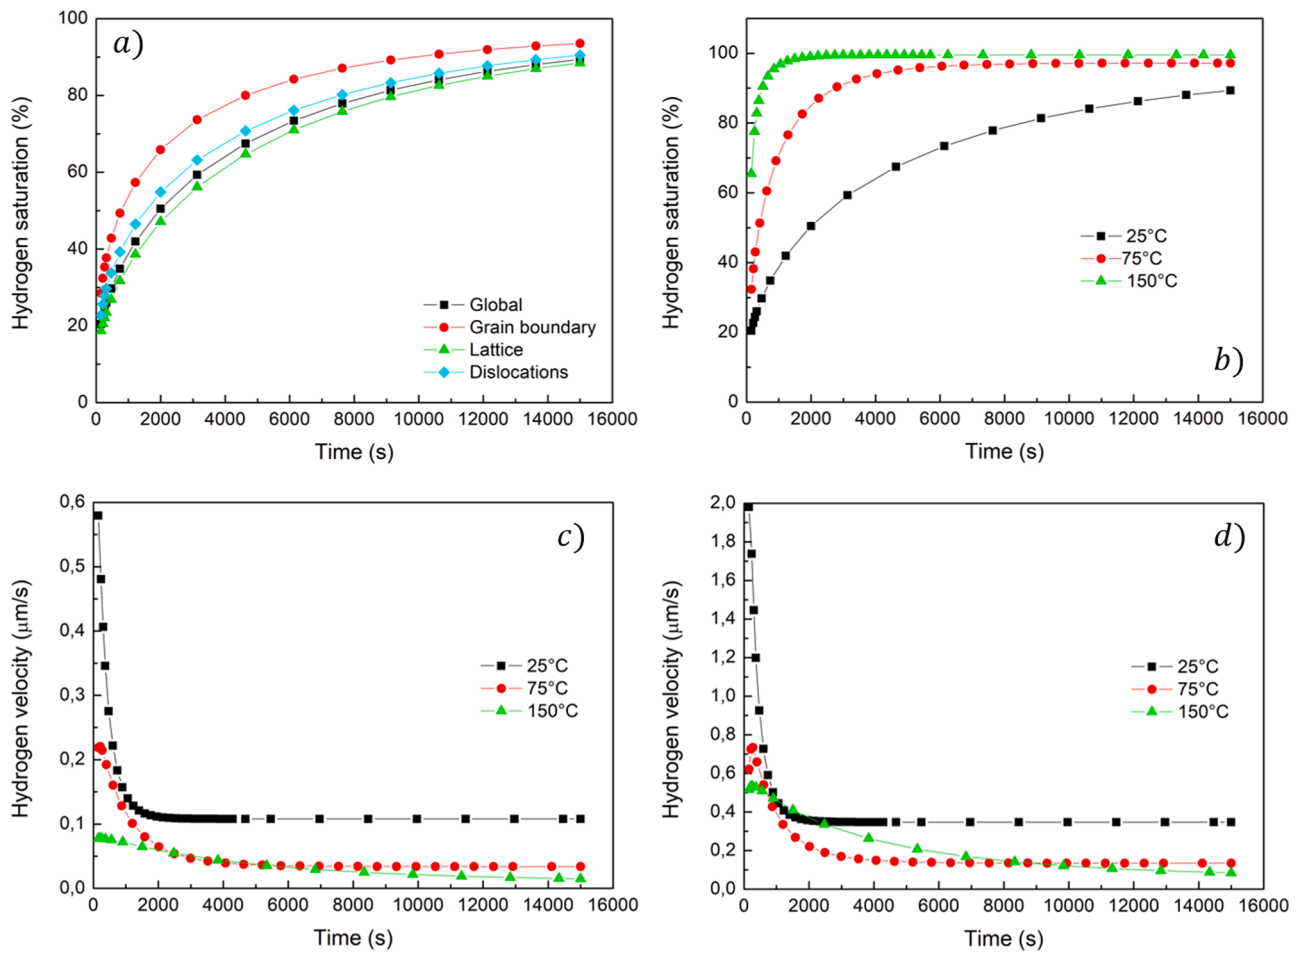 a)
Hydrogen saturation (%)
100
80
60
40
20
0
Global
Grain boundary
Lattice
Dislocations
0 2000 4000 6000 8000 10000 12000 14000 16000
Time (s)
Hydrogen saturation (%)
100
80
60
40
20
0
25°C
75°C
150°C
b)
0 2000 4000 6000 8000 10000 12000 14000 16000
Time (s)
c)
Hydrogen velocity (μm/s)
0,6
0,5
0,4
0,3
0,2
0,1
0,0
25°C
75°C
150°C
0 2000 4000 6000 8000 10000 12000 14000 16000
Time (s)
d)
Hydrogen velocity (μm/s)
2,0
1,8
1,6
1,4
1,2
1,0
0,8
0,6
0,4
0,2
0,0
25°C
75°C
150°C
0 2000 4000 6000 8000 10000 12000 14000 16000
Time (s)